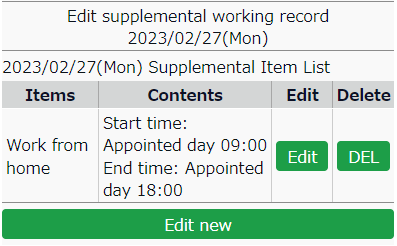 Edit supplemental working record
2023/02/27(Mon)
2023/02/27(Mon) Supplemental Item List
Items Contents Edit Delete
Work from
home
Start time:
Appointed day 09:00
End time: Appointed
day 18:00
Edit
DEL
Edit new